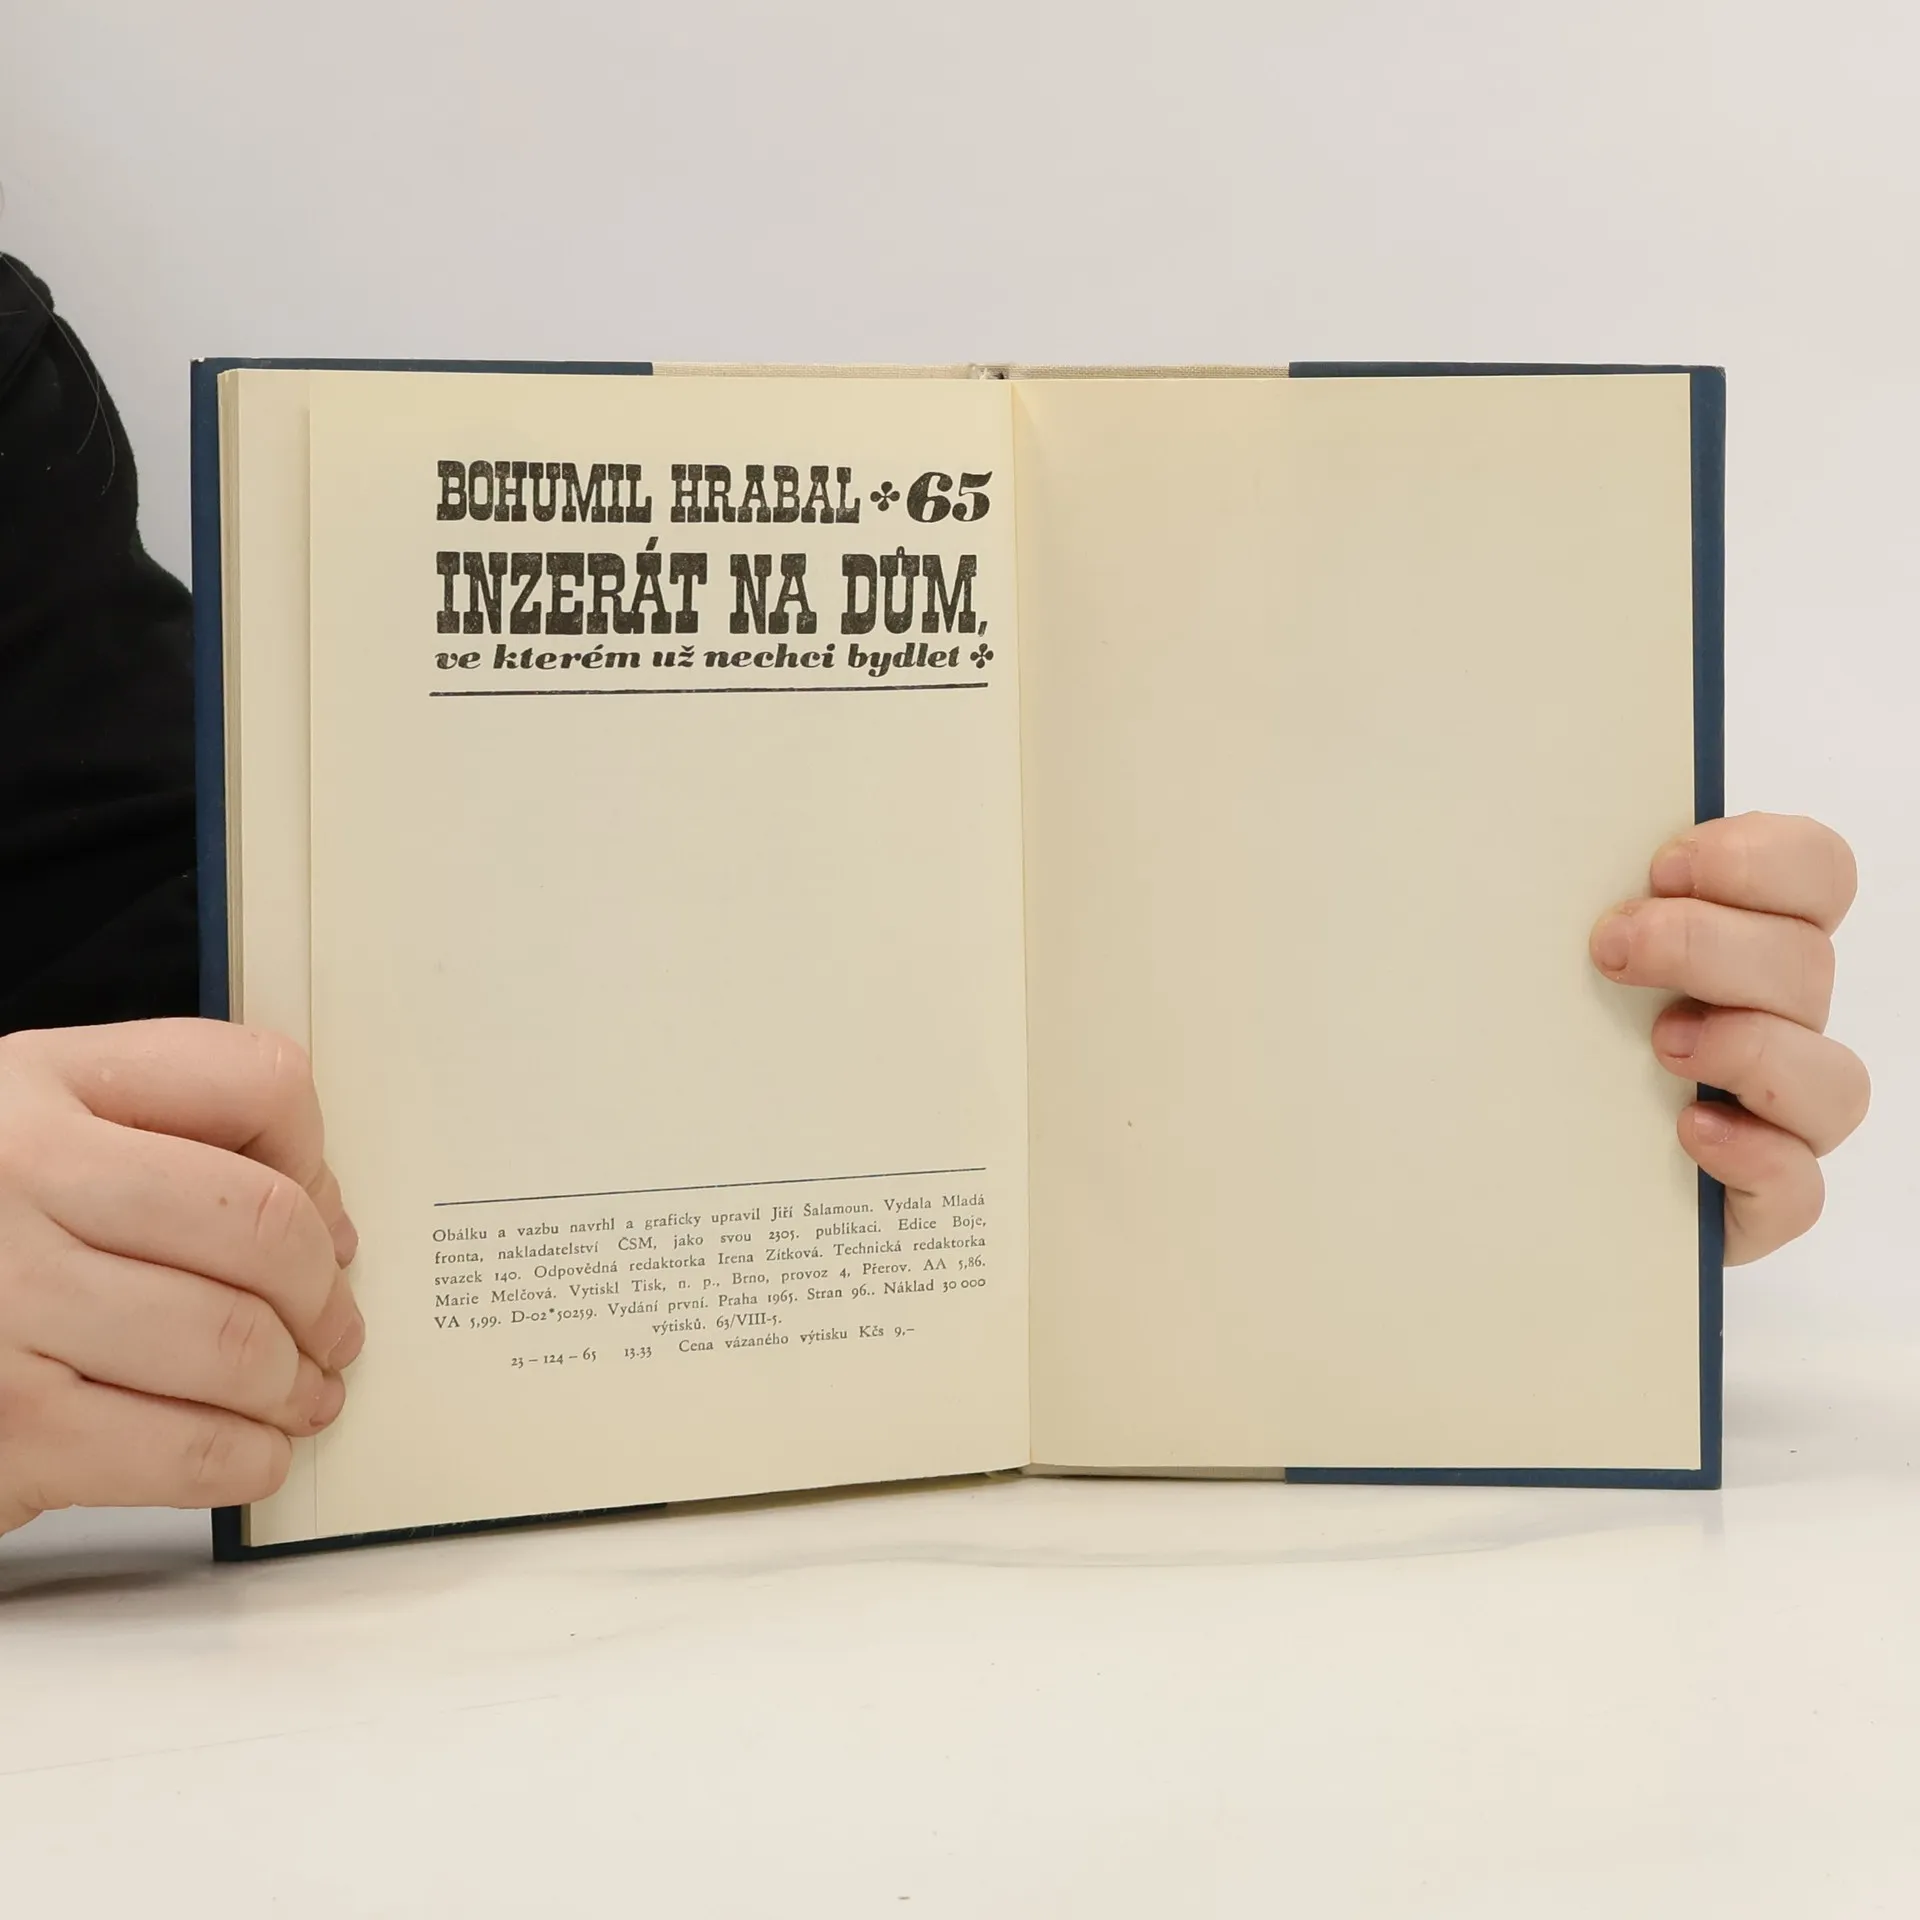 BOHUMIL HRABAL ✤ 65
INZERÁT NA DŮM,
ve kterém už nechci bydlet ✤
Obálku a vazbu navrhl a graficky upravil Jiří Šalamoun. Vydala Mladá
fronta, nakladatelství ČSM, jako svou 2305. publikaci. Edice Boje,
svazek 140. Odpovědná redaktorka Irena Zítková. Technická redaktorka
Marie Melčová. Vytiskl Tisk, n. p., Brno, provoz 4, Přerov. AA 5,86.
VA 5,99. D-02*50259. Vydání první. Praha 1965. Stran 96.. Náklad 30 000
výtisků. 63/VIII-5.
23 – 124 – 65 13.33 Cena vázaného výtisku Kčs 9,–